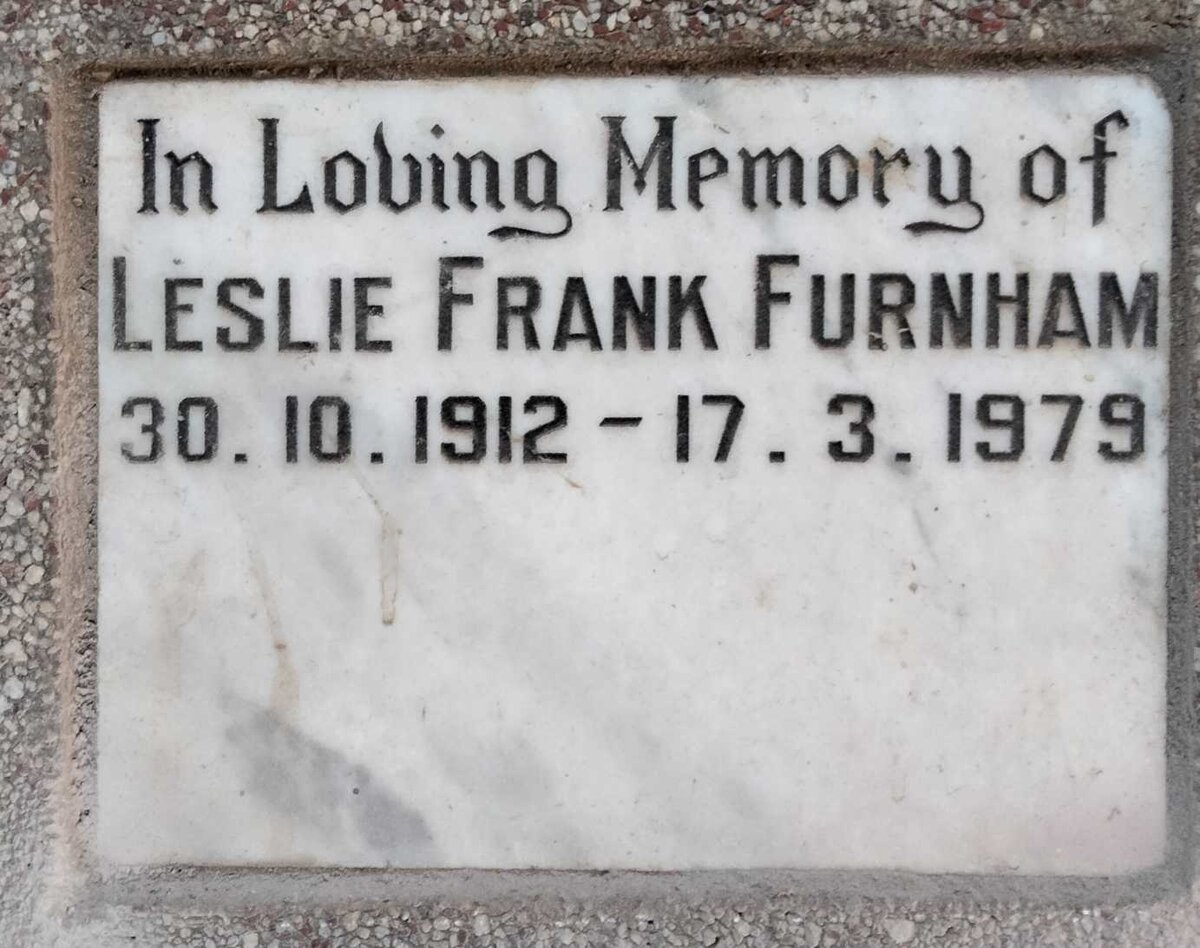 In Loving Memory of
LESLIE FRANK FURNHAM
30. 10. 1912 - 17. 3. 1979